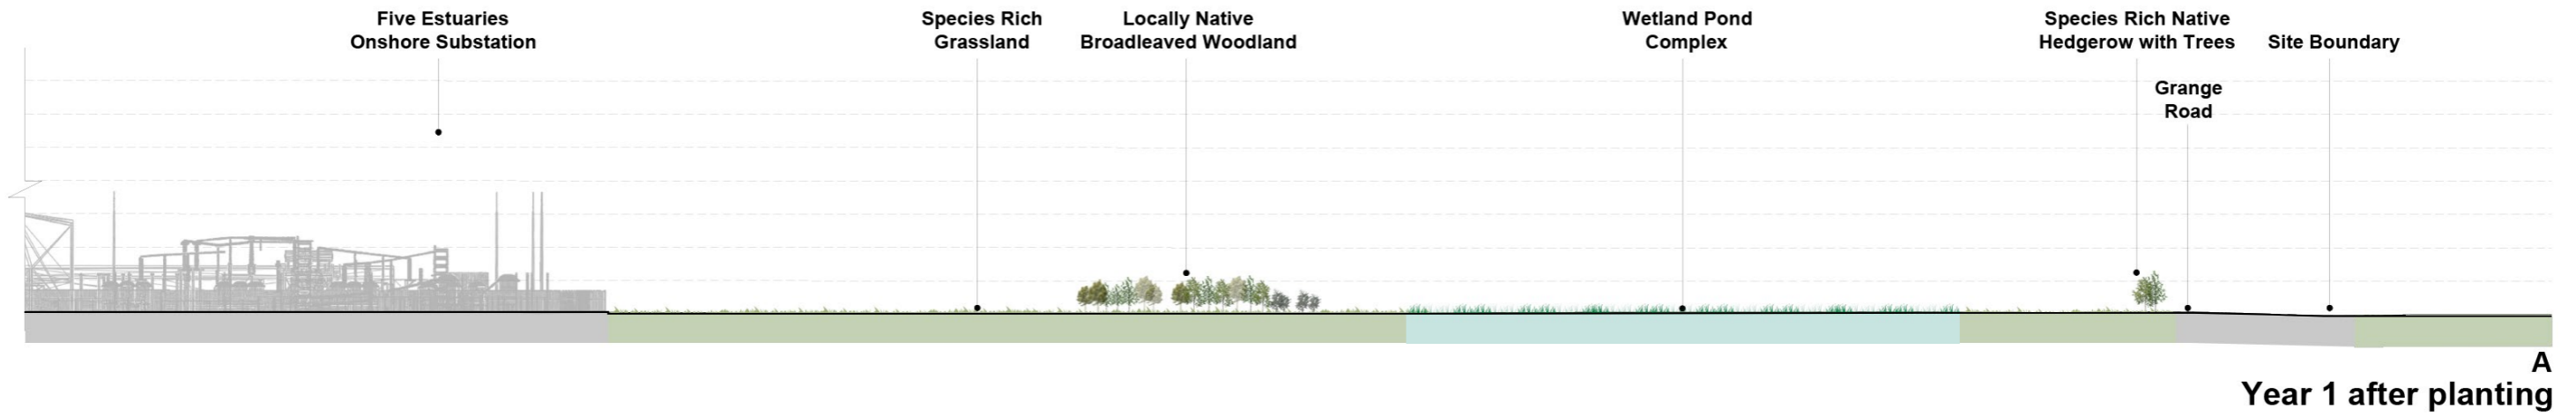 Five Estuaries
Onshore Substation
Species Rich
Grassland
Locally Native
Broadleaved Woodland
Wetland Pond
Complex
Species Rich Native
Hedgerow with Trees
Grange
Road
Site Boundary
A
Year 1 after planting